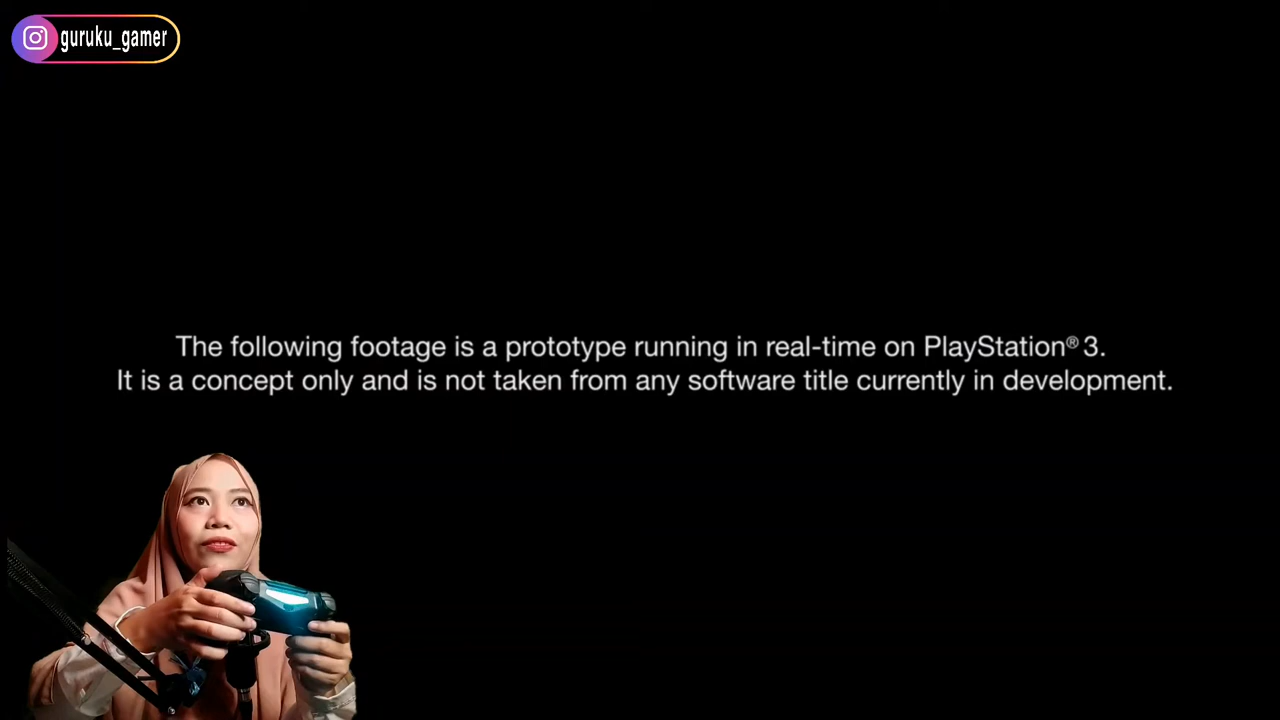 guruku_gamer
The following footage is a prototype running in real-time on PlayStation®3.
It is a concept only and is not taken from any software title currently in development.